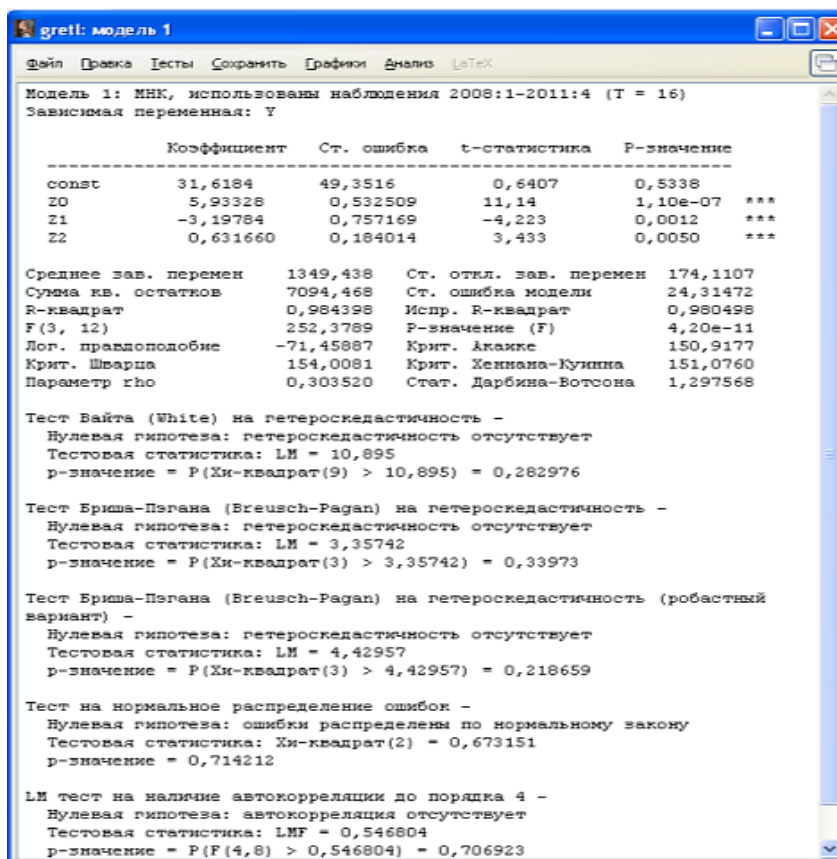 gretl: модель 1
Файл Правка Тесты Сохранить Графики Анализ LaTeX
Модель 1: МНК, использованы наблюдения 2008:1-2011:4 (T = 16)
Зависимая переменная: Y
Коэффициент Ст. ошибка t-статистика P-значение
const 31,6184 49,3516 0,6407 0,5338
Z0 5,93328 0,532509 11,14 1,10e-07 ***
Z1 -3,19784 0,757169 -4,223 0,0012 ***
Z2 0,631660 0,184014 3,433 0,0050 ***
Среднее зав. перемен 1349,438 Ст. откл. зав. перемен 174,1107
Сумма кв. остатков 7094,468 Ст. ошибка модели 24,31472
R-квадрат 0,984398 Испр. R-квадрат 0,980498
F(3, 12) 252,3789 P-значение (F) 4,20e-11
Лог. правдоподобие -71,45887 Крит. Акаике 150,9177
Крит. Шварца 154,0081 Крит. Хеннана-Куинна 151,0760
Параметр rho 0,303520 Стат. Дарбина-Вотсона 1,297568
Тест Вайта (White) на гетероскедастичность -
Нулевая гипотеза: гетероскедастичность отсутствует
Тестовая статистика: LM = 10,895
p-значение = P(Хи-квадрат(9) > 10,895) = 0,282976
Тест Бриша-Пэгана (Breusch-Pagan) на гетероскедастичность -
Нулевая гипотеза: гетероскедастичность отсутствует
Тестовая статистика: LM = 3,35742
p-значение = P(Хи-квадрат(3) > 3,35742) = 0,33973
Тест Бриша-Пэгана (Breusch-Pagan) на гетероскедастичность (робастный
вариант) -
Нулевая гипотеза: гетероскедастичность отсутствует
Тестовая статистика: LM = 4,42957
p-значение = P(Хи-квадрат(3) > 4,42957) = 0,218659
Тест на нормальное распределение ошибок -
Нулевая гипотеза: ошибки распределены по нормальному закону
Тестовая статистика: Хи-квадрат(2) = 0,673151
p-значение = 0,714212
LM тест на наличие автокорреляции до порядка 4 -
Нулевая гипотеза: автокорреляция отсутствует
Тестовая статистика: LMF = 0,546804
p-значение = P(F(4,8) > 0,546804) = 0,706923